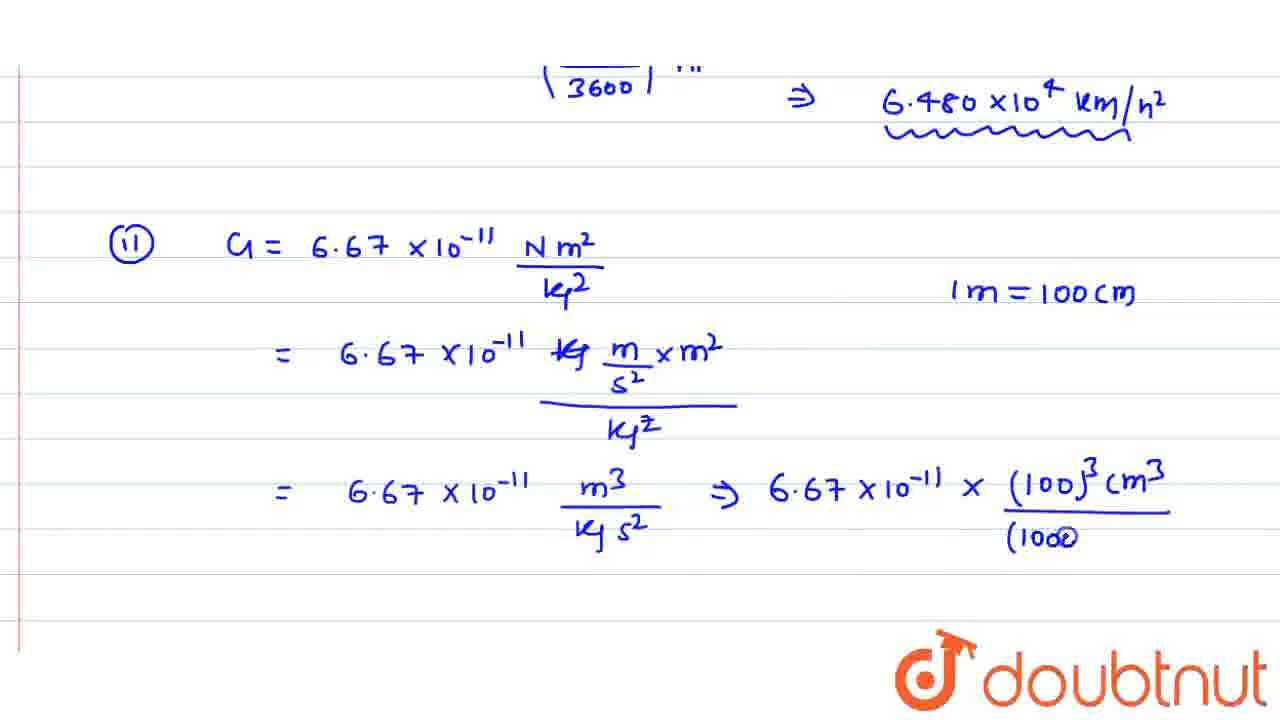 3600
⇒ 6.480 × 10⁴ km/h²
(11) G = 6.67 × 10⁻¹¹ N m² / kg²
1 m = 100 cm
= 6.67 × 10⁻¹¹ kg m/s² × m² / kg²
= 6.67 × 10⁻¹¹ m³ / kg s² ⇒ 6.67 × 10⁻¹¹ × (100)³ cm³ / (1000
doubtnut